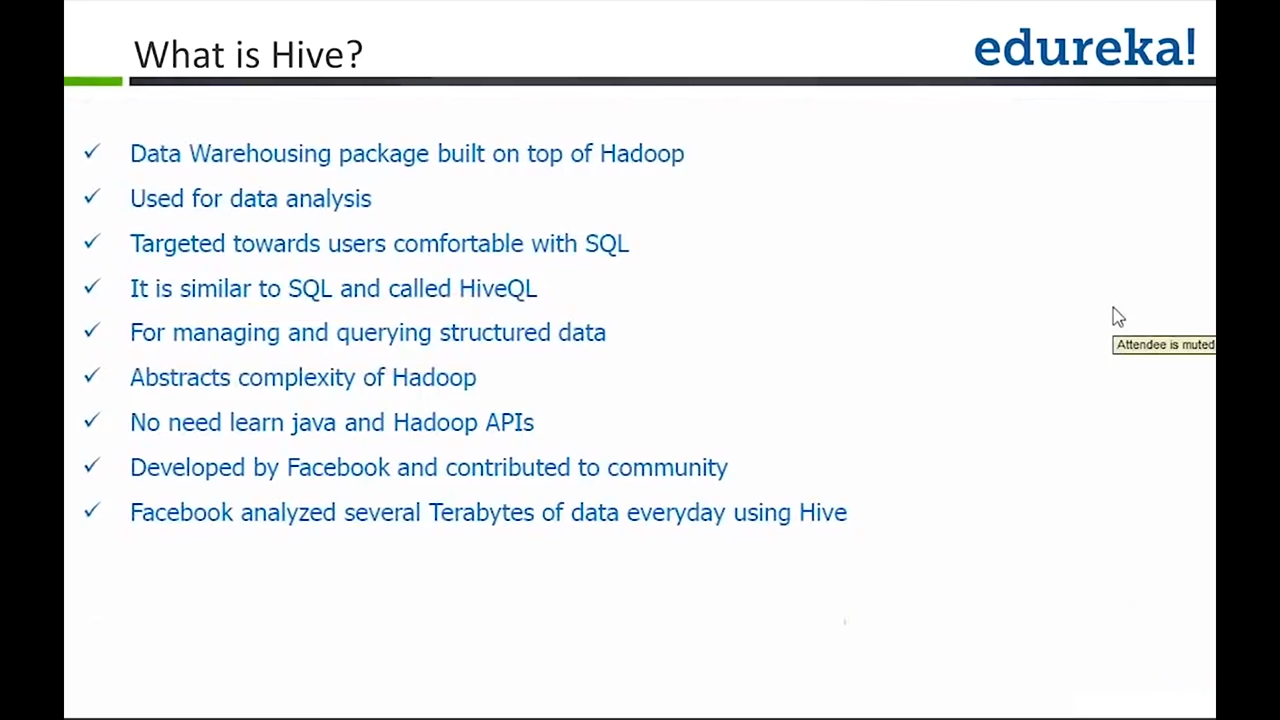 What is Hive?
edureka!
Data Warehousing package built on top of Hadoop
Used for data analysis
Targeted towards users comfortable with SQL
It is similar to SQL and called HiveQL
For managing and querying structured data
Abstracts complexity of Hadoop
No need learn java and Hadoop APIs
Developed by Facebook and contributed to community
Facebook analyzed several Terabytes of data everyday using Hive
Attendee is muted